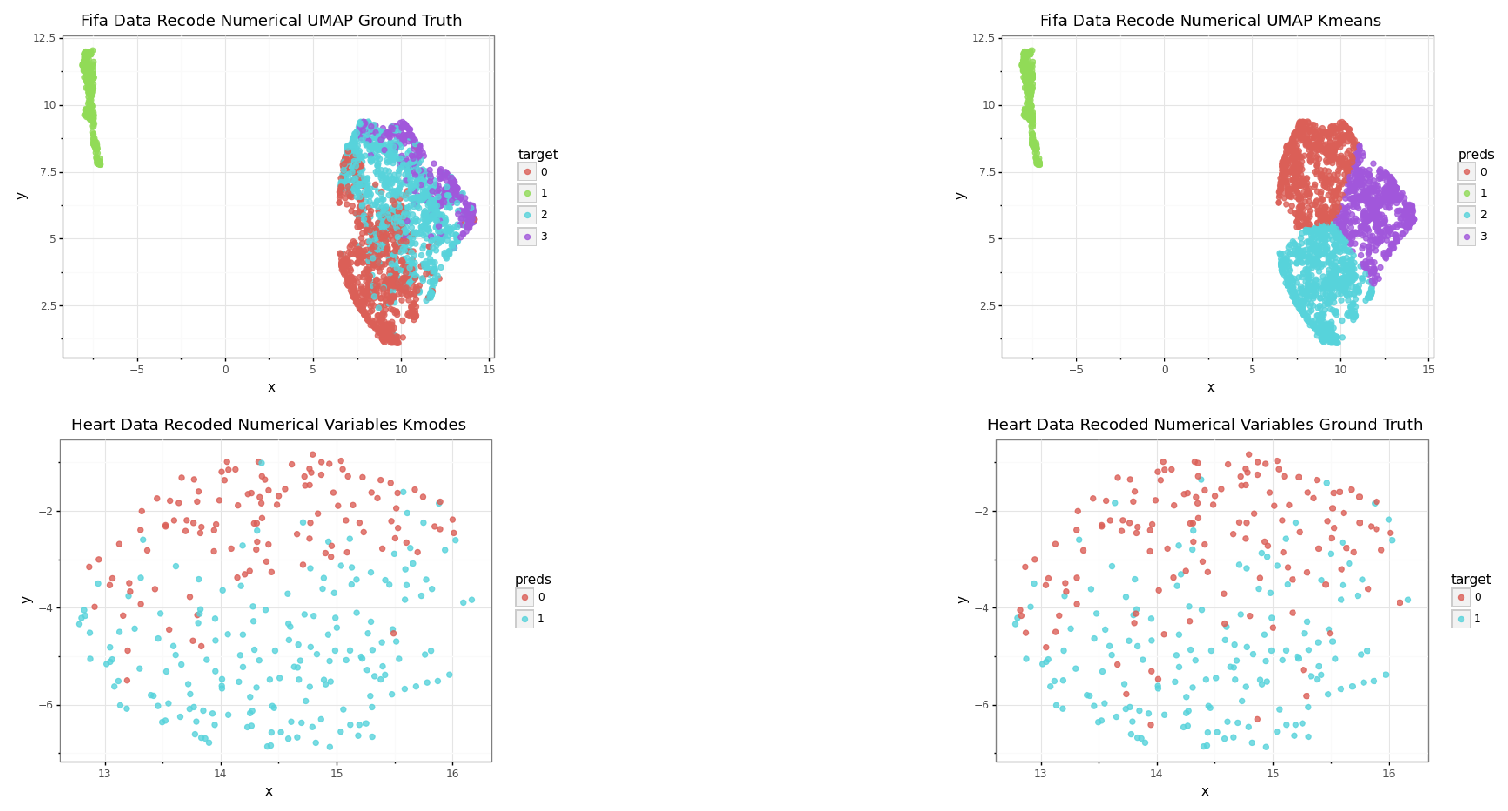 Fifa Data Recode Numerical UMAP Ground Truth
12.5
10
7.5
5
2.5
y
−5
0
5
10
15
x
target
0
1
2
3
Fifa Data Recode Numerical UMAP Kmeans
12.5
10
7.5
5
2.5
y
−5
0
5
10
15
x
preds
0
1
2
3
Heart Data Recoded Numerical Variables Kmodes
−2
−4
−6
y
13
14
15
16
x
preds
0
1
Heart Data Recoded Numerical Variables Ground Truth
−2
−4
−6
y
13
14
15
16
x
target
0
1